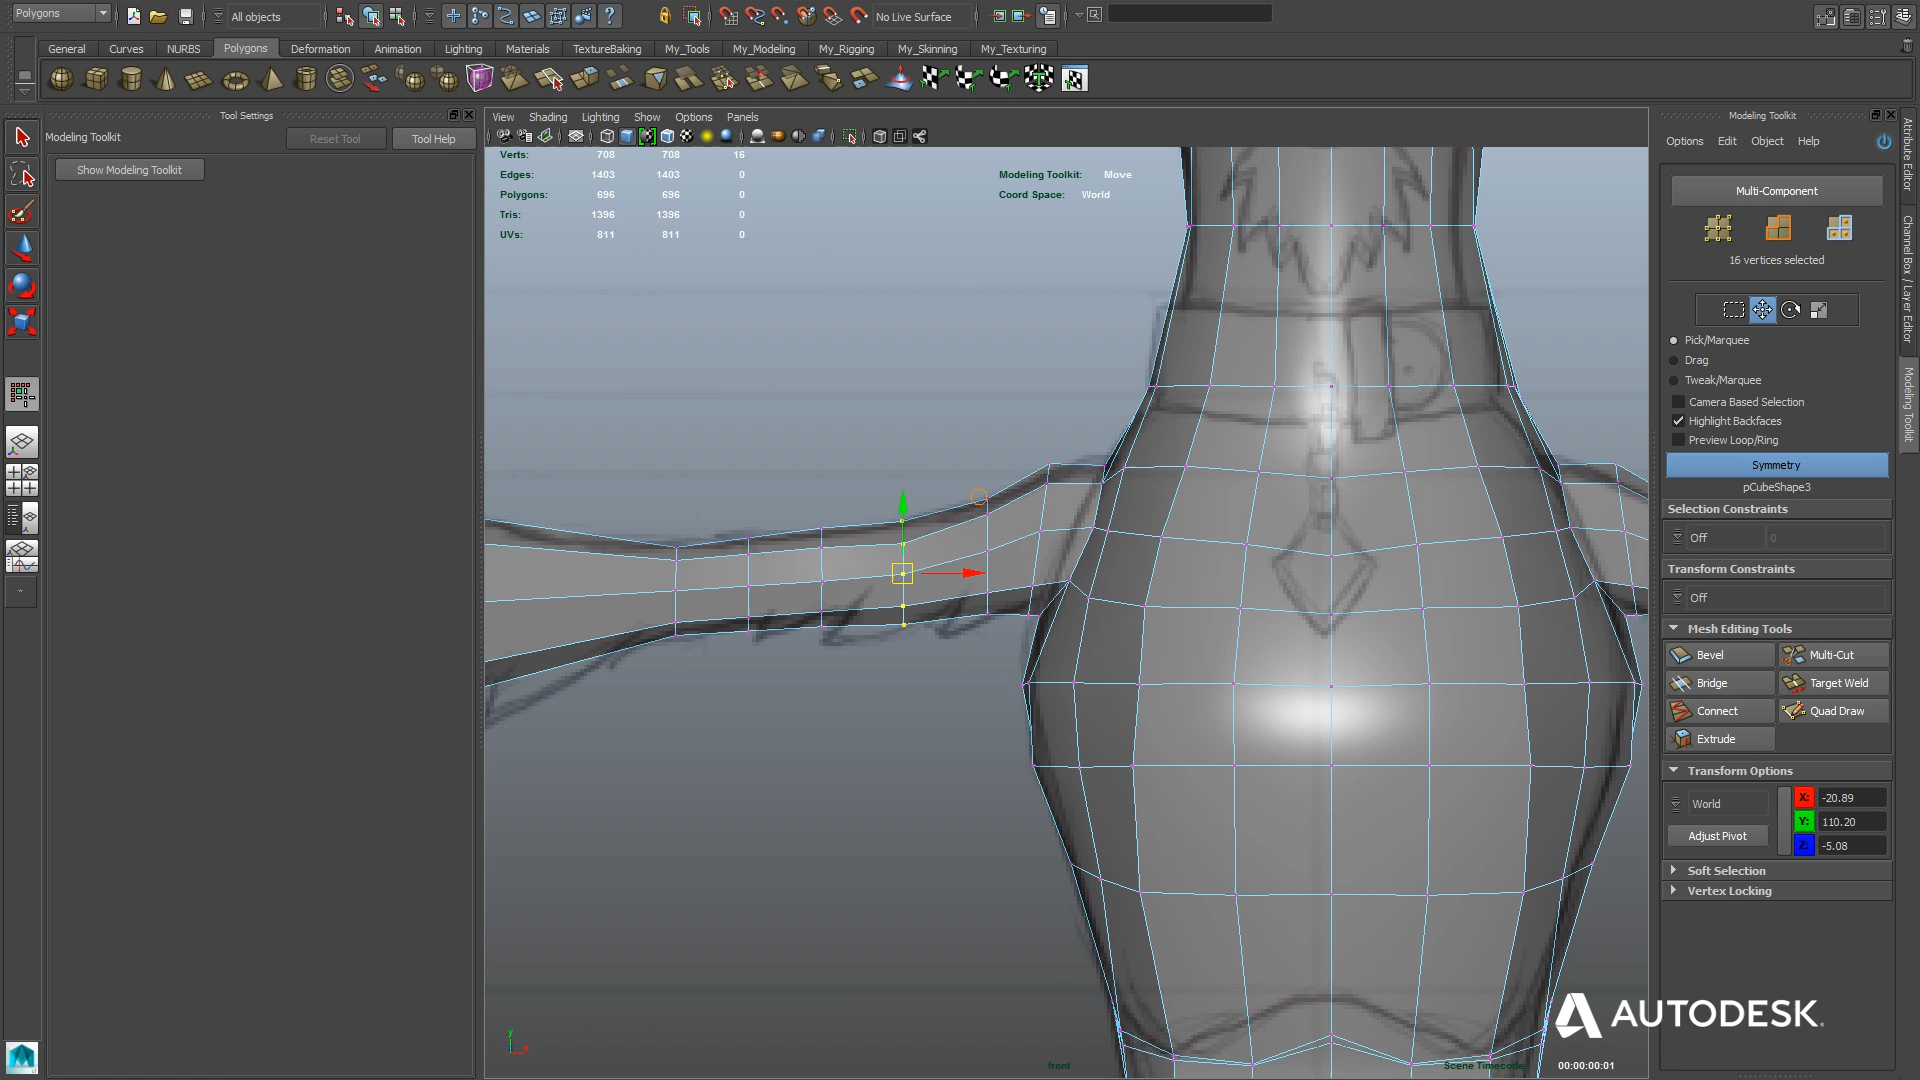 Polygons
All objects
No Live Surface
General Curves NURBS Polygons Deformation Animation Lighting Materials TextureBaking My_Tools My_Modeling My_Rigging My_Skinning My_Texturing
Tool Settings
Modeling Toolkit
Reset Tool
Tool Help
Show Modeling Toolkit
View Shading Lighting Show Options Panels
Verts: 708 708 16
Edges: 1403 1403 0
Polygons: 696 696 0
Tris: 1396 1396 0
UVs: 811 811 0
Modeling Toolkit: Move
Coord Space: World
y
front
Scene Timecode
00:00:00:01
Modeling Toolkit
Options Edit Object Help
Multi-Component
16 vertices selected
Pick/Marquee
Drag
Tweak/Marquee
Camera Based Selection
Highlight Backfaces
Preview Loop/Ring
Symmetry
pCubeShape3
Selection Constraints
Off 0
Transform Constraints
Off
Mesh Editing Tools
Bevel Multi-Cut
Bridge Target Weld
Connect Quad Draw
Extrude
Transform Options
World
Adjust Pivot
X: -20.89
Y: 110.20
Z: -5.08
Soft Selection
Vertex Locking
Attribute Editor
Channel Box / Layer Editor
Modeling Toolkit
AUTODESK.